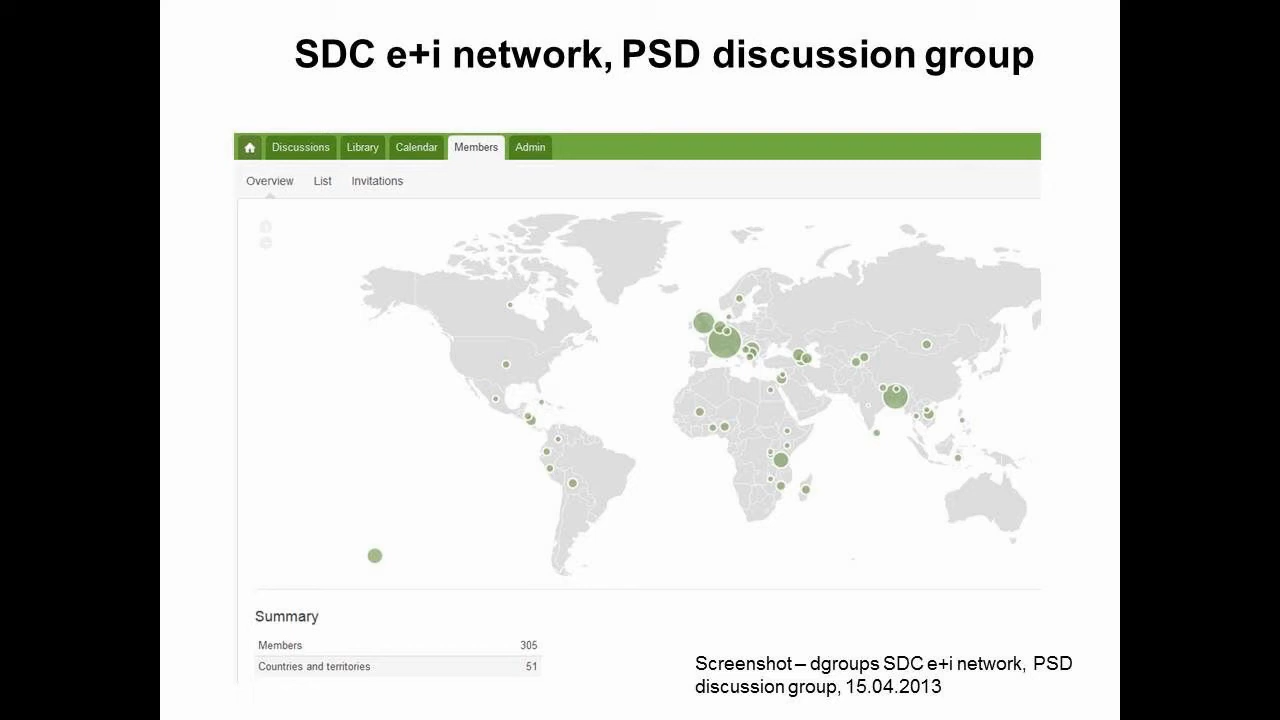 SDC e+i network, PSD discussion group
Discussions Library Calendar Members Admin
Overview List Invitations
Summary
Members 305
Countries and territories 51
Screenshot – dgroups SDC e+i network, PSD
discussion group, 15.04.2013